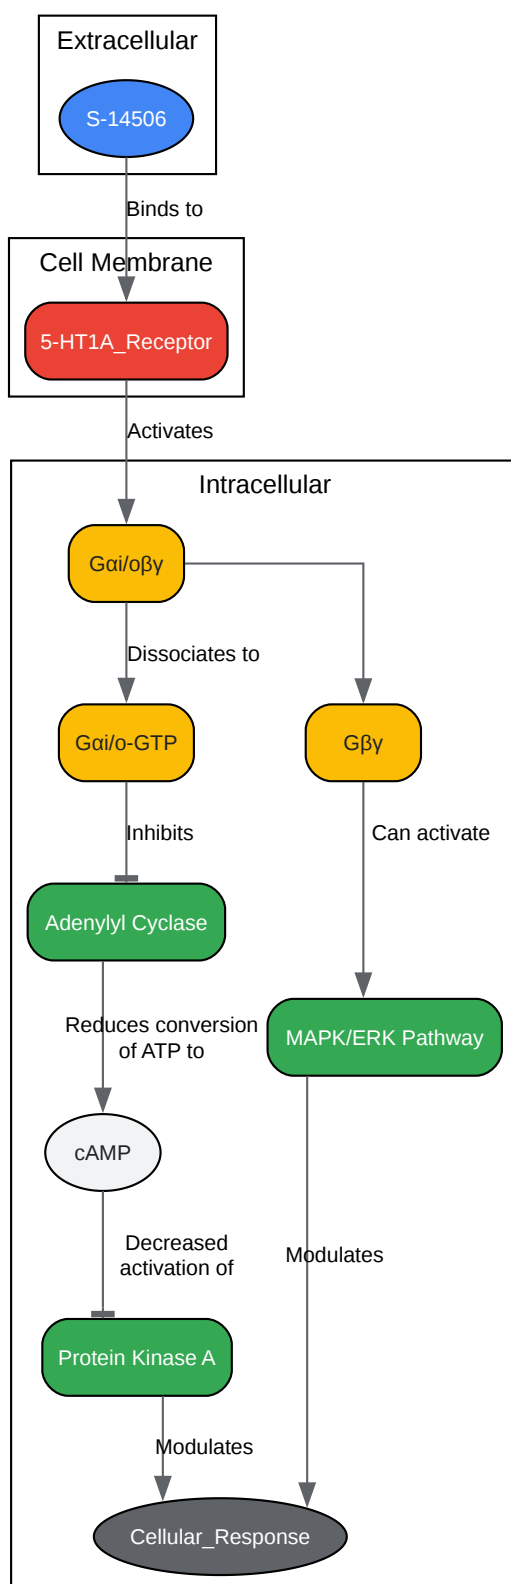 Extracellular
S-14506
Binds to
Cell Membrane
5-HT1A_Receptor
Activates
Intracellular
Gαi/oβγ
Dissociates to
Gαi/o-GTP
Gβγ
Inhibits
Can activate
Adenylyl Cyclase
Reduces conversion
of ATP to
MAPK/ERK Pathway
cAMP
Decreased
activation of
Modulates
Protein Kinase A
Modulates
Cellular_Response